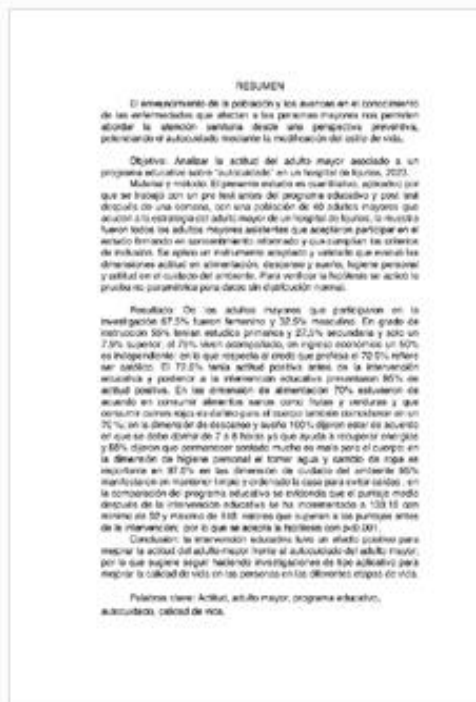 RESUMEN
El envejecimiento de la población y los avances en el conocimiento
de las enfermedades que afectan a las personas mayores nos permiten
abordar la atención sanitaria desde una perspectiva preventiva,
potenciando el autocuidado mediante la modificación del estilo de vida.
Objetivo: Analizar la actitud del adulto mayor asociado a un
programa educativo sobre "autocuidado" en un hospital de Iquitos, 2023.
Material y método: El presente estudio es cuantitativo, aplicativo por
que se trabajó con un pre test antes del programa educativo y post test
después de una semana, con una población de 40 adultos mayores que
acuden a la estrategia del adulto mayor de un hospital de Iquitos, la muestra
fueron todos los adultos mayores asistentes que aceptaron participar en el
estudio firmando en consentimiento informado y que cumplían los criterios
de inclusión. Se aplicó un instrumento adaptado y validado que evaluó las
dimensiones actitud en alimentación, descanso y sueño, higiene personal
y actitud en el cuidado del ambiente. Para verificar la hipótesis se aplicó la
prueba no paramétrica para datos sin distribución normal.
Resultado: De los adultos mayores que participaron en la
investigación 67.5% fueron femenino y 32.5% masculino. En grado de
instrucción 55% tenían estudios primarios y 27.5% secundaria y solo un
7.5% superior, el 75% viven acompañado, en ingreso económico un 50%
es independiente; en lo que respecta al credo que profesa el 72.5% refiere
ser católico. El 72.5% tenía actitud positiva antes de la intervención
educativa y posterior a la intervención educativa presentaron 95% de
actitud positiva. En las dimensión de alimentación 70% estuvieron de
acuerdo en consumir alimentos sanos como frutas y verduras y que
consumir carnes rojas es dañino para el cuerpo también consideraron en un
70%; en la dimensión de descanso y sueño 100% dijeron estar de acuerdo
en que se debe dormir de 7 a 8 horas ya que ayuda a recuperar energías
y 68% dijeron que permanecer sentado mucho es malo para el cuerpo; en
la dimensión de higiene personal el tomar agua y cambio de ropa es
importante en 97.5% en las dimensión de cuidado del ambiente 95%
manifestaron en mantener limpio y ordenado la casa para evitar caídas, en
la comparación del programa educativo se evidencia que el puntaje medio
después de la intervención educativa se ha incrementado a
mínimo de 92 y máximo de valores que superan a los puntajes antes
de la intervención; por lo que se acepta la hipótesis con p<0.001.
Conclusión: la intervención educativa tuvo un efecto positivo para
mejorar la actitud del adulto mayor frente al autocuidado del adulto mayor,
por lo que sugiere seguir haciendo investigaciones de tipo aplicativo para
mejorar la calidad de vida en las personas en las diferentes etapas de vida.
Palabras clave: Actitud, adulto mayor, programa educativo,
autocuidado, calidad de vida.